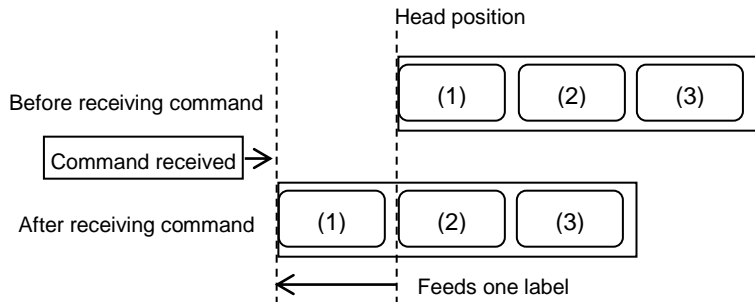 Head position
Before receiving command
(1) (2) (3)
Command received
After receiving command
(1) (2) (3)
Feeds one label